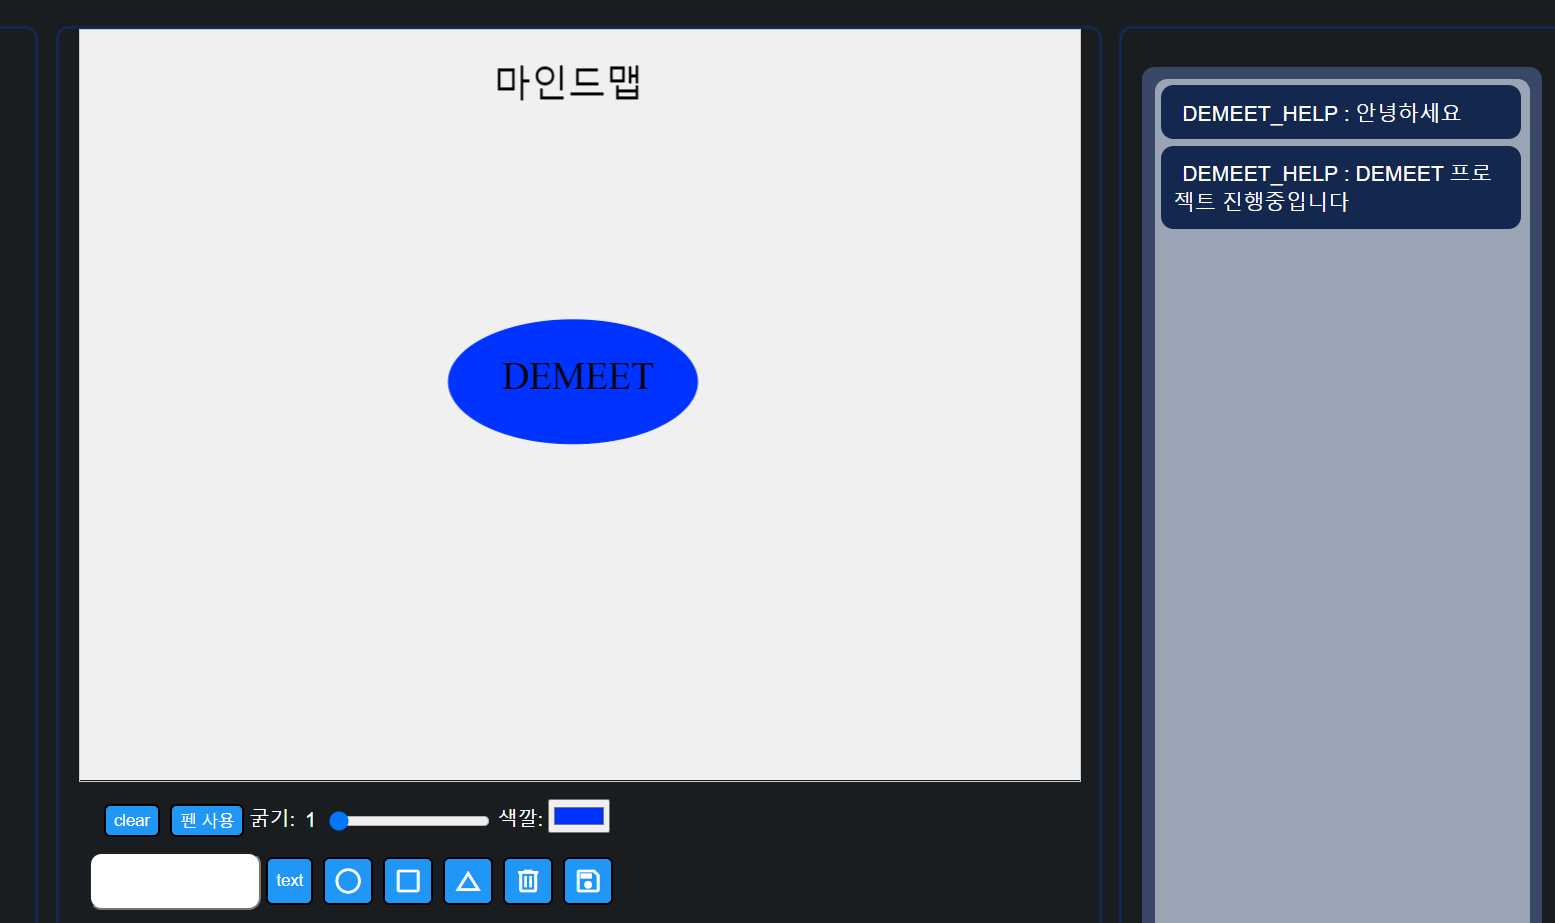 마인드맵
DEMEET
DEMEET_HELP : 안녕하세요
DEMEET_HELP : DEMEET 프로
젝트 진행중입니다
clear
펜 사용
굵기: 1
색깔:
text